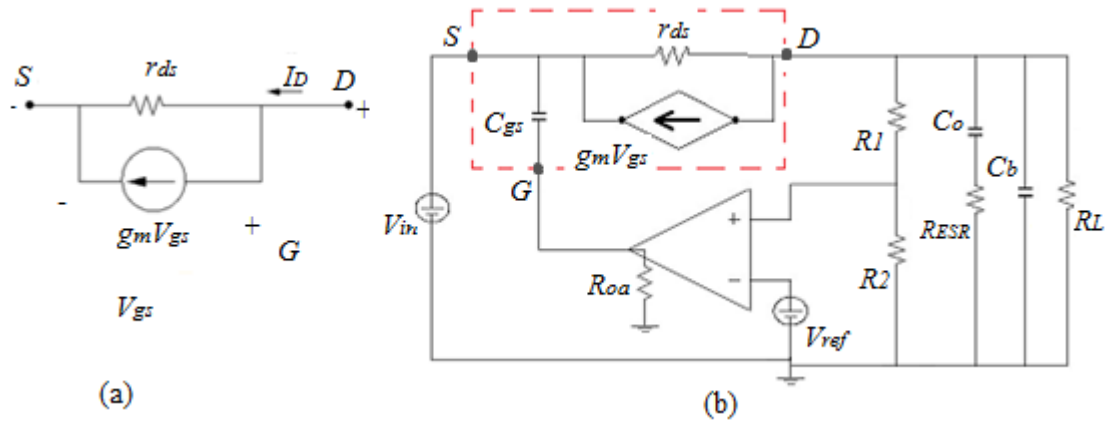 S
rds
ID
D
-
+
-
gmVgs
+
G
Vgs
(a)
S
rds
D
Cgs
gmVgs
G
Vin
+
-
Roa
Vref
R1
R2
Co
RESR
Cb
RL
(b)